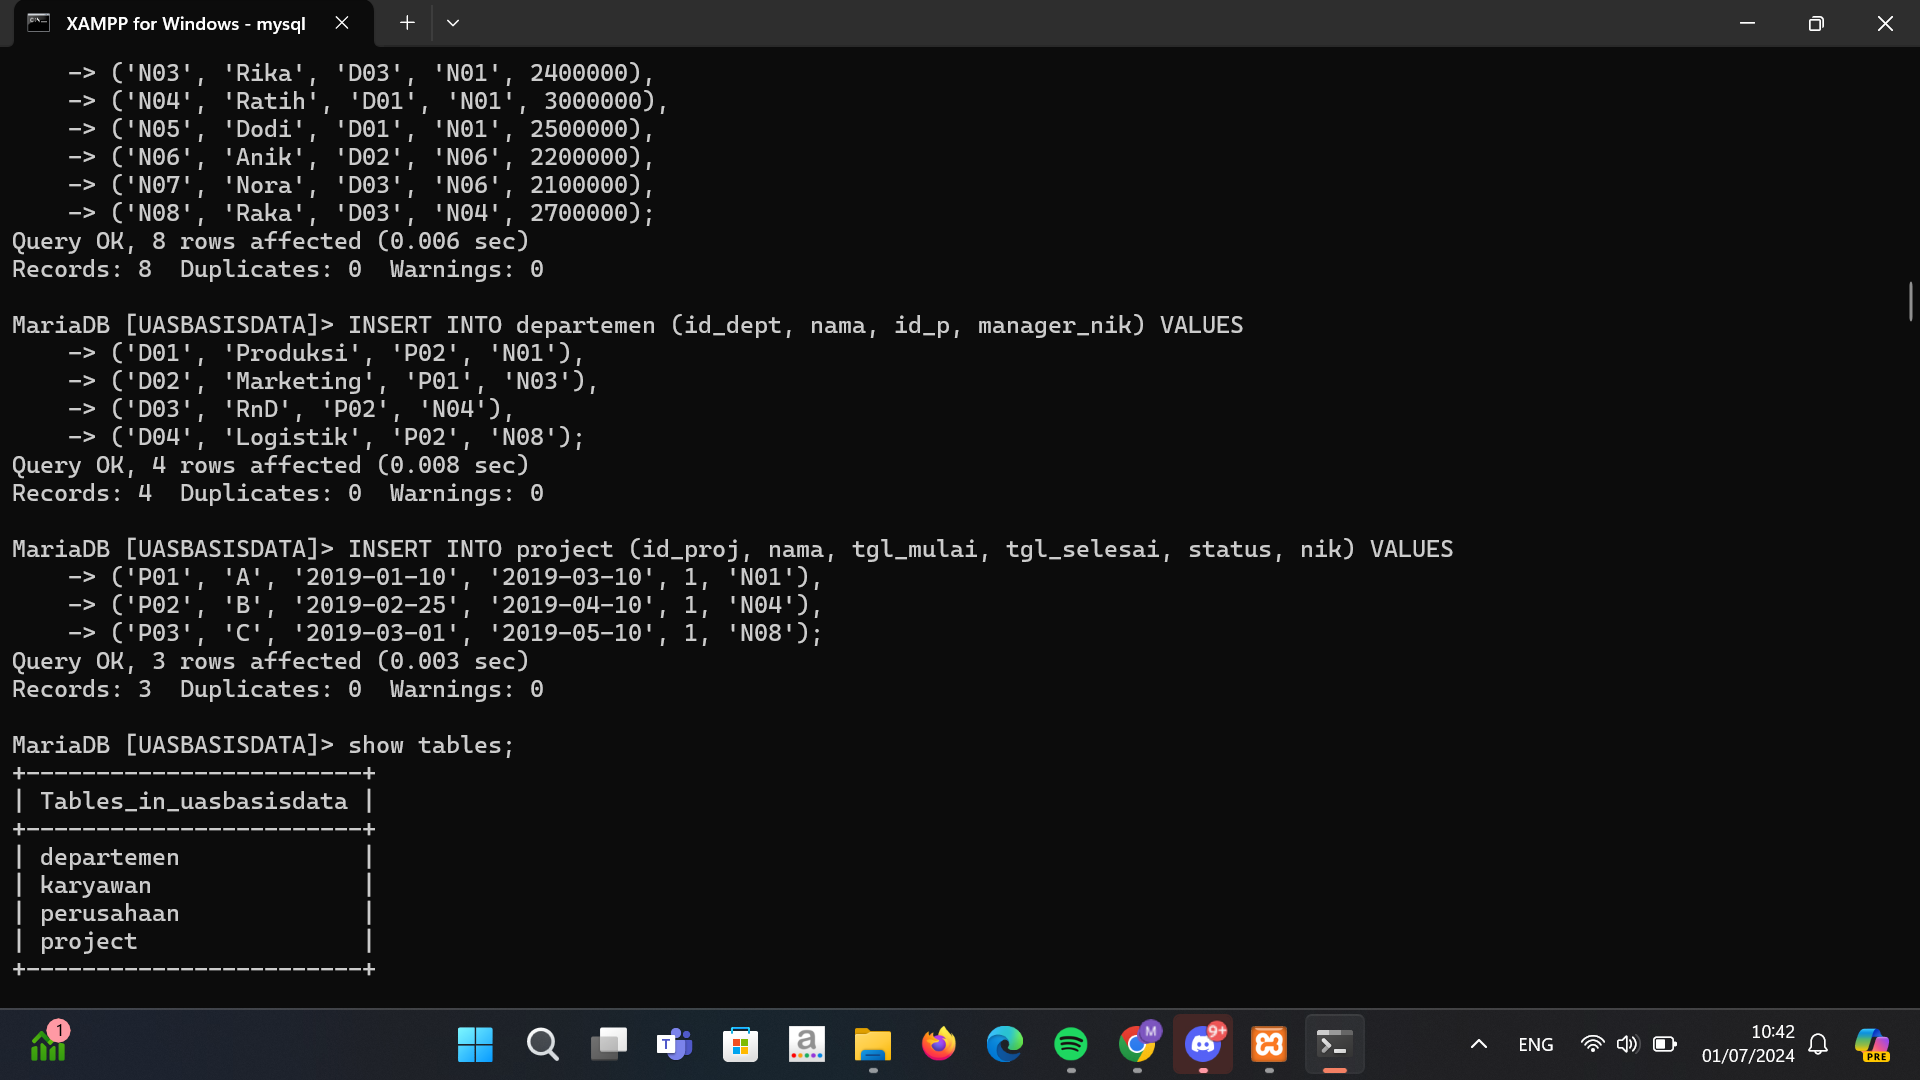 XAMPP for Windows - mysql
    -> ('N03', 'Rika', 'D03', 'N01', 2400000),
    -> ('N04', 'Ratih', 'D01', 'N01', 3000000),
    -> ('N05', 'Dodi', 'D01', 'N01', 2500000),
    -> ('N06', 'Anik', 'D02', 'N06', 2200000),
    -> ('N07', 'Nora', 'D03', 'N06', 2100000),
    -> ('N08', 'Raka', 'D03', 'N04', 2700000);
Query OK, 8 rows affected (0.006 sec)
Records: 8  Duplicates: 0  Warnings: 0
MariaDB [UASBASISDATA]> INSERT INTO departemen (id_dept, nama, id_p, manager_nik) VALUES
    -> ('D01', 'Produksi', 'P02', 'N01'),
    -> ('D02', 'Marketing', 'P01', 'N03'),
    -> ('D03', 'RnD', 'P02', 'N04'),
    -> ('D04', 'Logistik', 'P02', 'N08');
Query OK, 4 rows affected (0.008 sec)
Records: 4  Duplicates: 0  Warnings: 0
MariaDB [UASBASISDATA]> INSERT INTO project (id_proj, nama, tgl_mulai, tgl_selesai, status, nik) VALUES
    -> ('P01', 'A', '2019-01-10', '2019-03-10', 1, 'N01'),
    -> ('P02', 'B', '2019-02-25', '2019-04-10', 1, 'N04'),
    -> ('P03', 'C', '2019-03-01', '2019-05-10', 1, 'N08');
Query OK, 3 rows affected (0.003 sec)
Records: 3  Duplicates: 0  Warnings: 0
MariaDB [UASBASISDATA]> show tables;
+------------------------+
| Tables_in_uasbasisdata |
+------------------------+
| departemen             |
| karyawan               |
| perusahaan             |
| project                |
+------------------------+
1
T
a
M
9+
ENG
10:42
01/07/2024
PRE